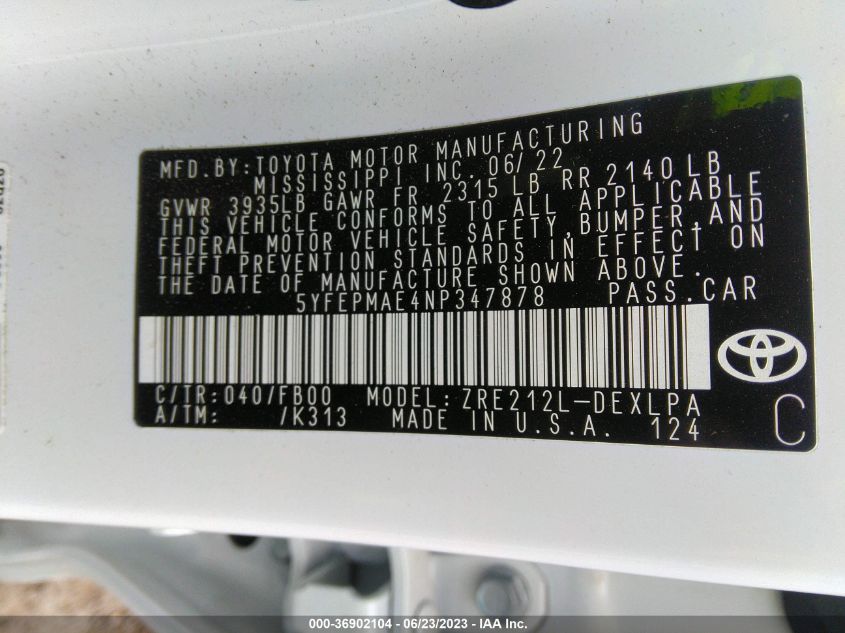 MFD.BY:TOYOTA MOTOR MANUFACTURING
MISSISSIPPI INC. 06/22
GVWR 3935LB GAWR FR 2315 LB RR 2140 LB
THIS VEHICLE CONFORMS TO ALL APPLICABLE
FEDERAL MOTOR VEHICLE SAFETY,BUMPER,AND
THEFT PREVENTION STANDARDS IN EFFECT ON
THE DATE OF MANUFACTURE SHOWN ABOVE.
5YFEPMAE4NP347878 PASS.CAR
C/TR:040/FB00 MODEL:ZRE212L-DEXLPA
A/TM: /K313 MADE IN U.S.A. 124
C
000-36902104 - 06/23/2023 - IAA Inc.